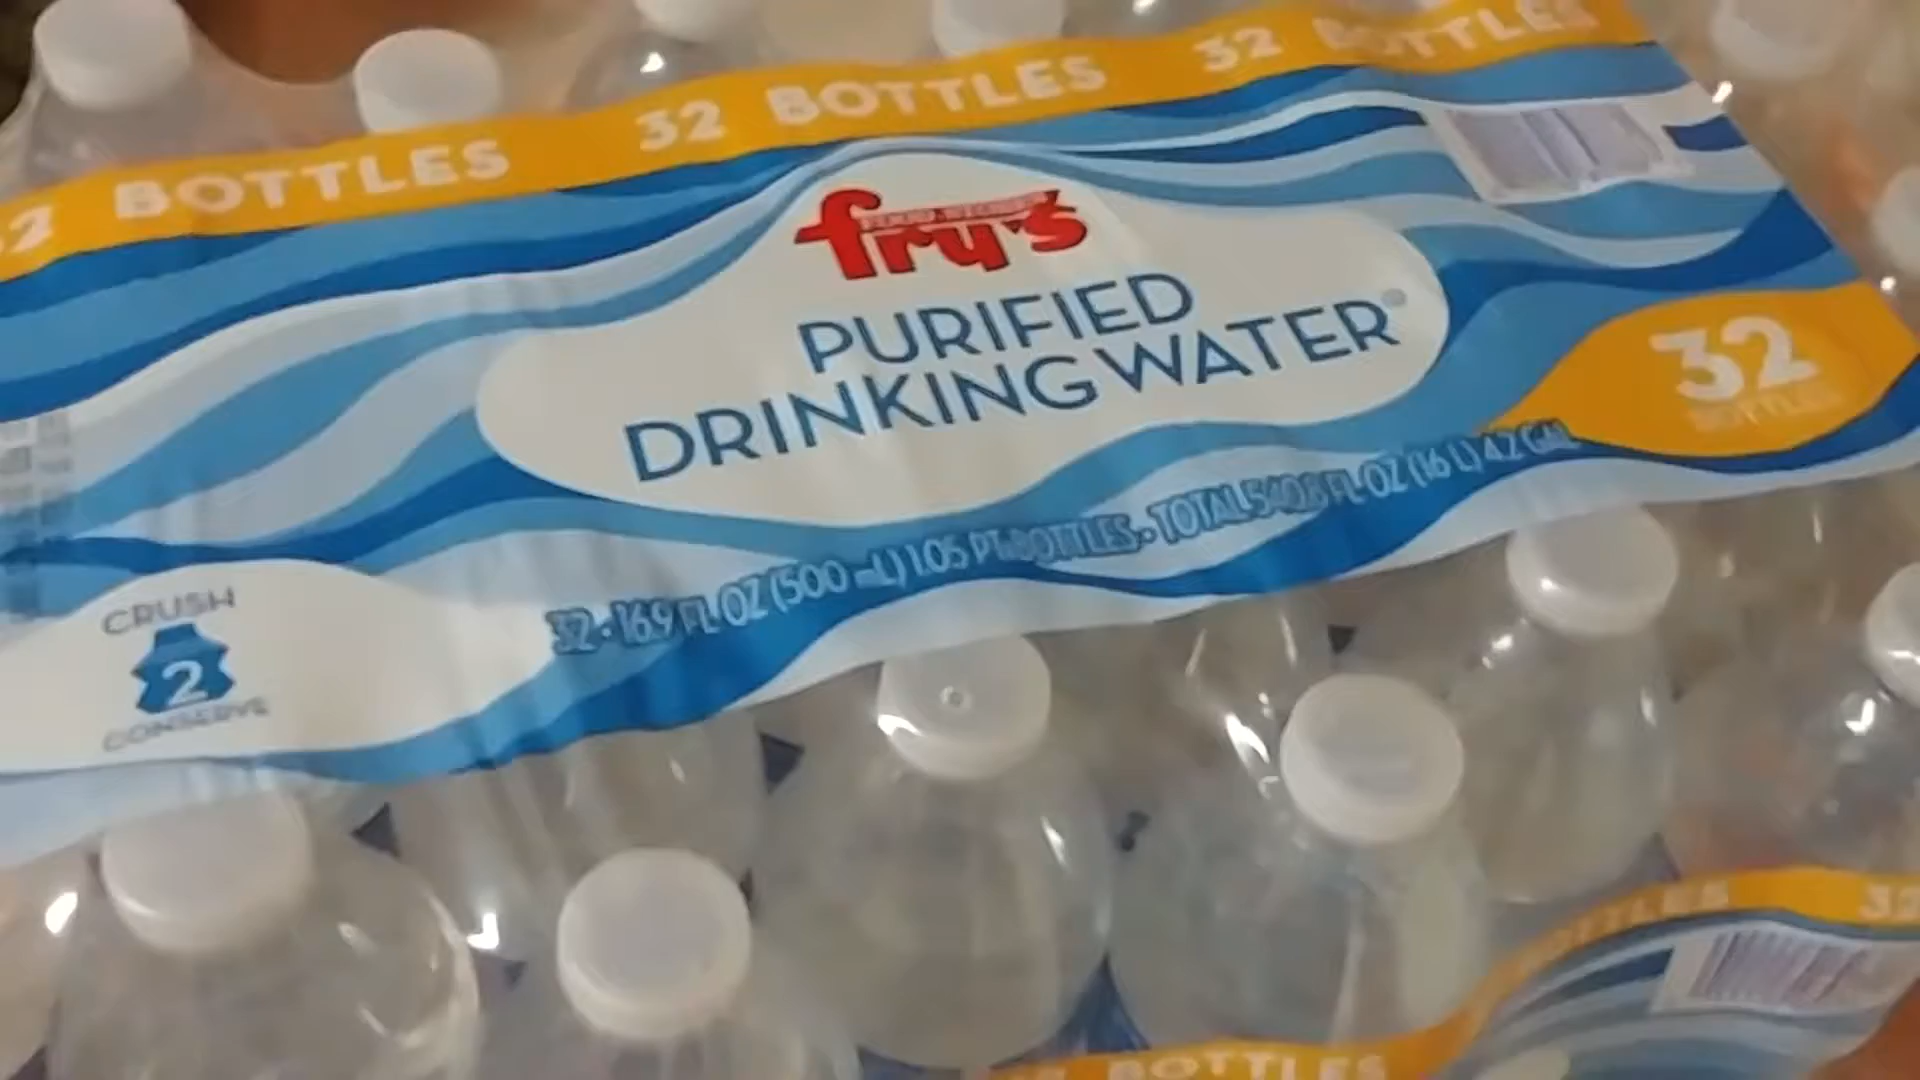 32 BOTTLES 32 BOTTLES
BOTTLES
fry's
PURIFIED
DRINKING WATER
32
BOTTLES
32 • 16.9 FL OZ (500 mL) 1.05 PT BOTTLES • TOTAL 540.8 FL OZ (16 L) 4.2 GAL
CRUSH
2
CONSERVE
BOTTLES 32
BOTTLES